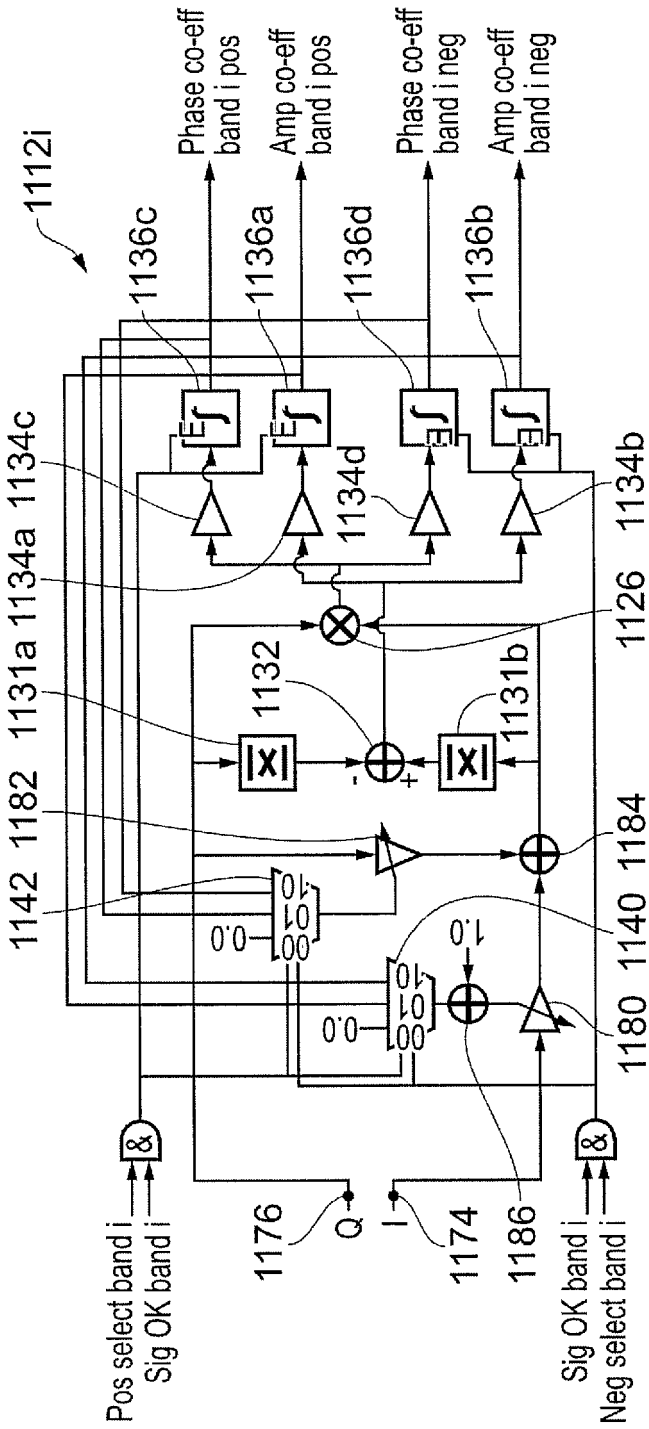 1112i
Phase co-eff
band i pos
Amp co-eff
band i pos
Phase co-eff
band i neg
Amp co-eff
band i neg
1136c
1136a
1136d
1136b
1134c
1134a
1134d
1134b
E
∫
E
∫
E
∫
E
∫
1131a
1132
1131b
1126
|x|
|x|
-
+
1182
1142
1140
1184
1180
1186
00
01
10
0.0
00
01
10
0.0
1.0
1176
Q
I
1174
&
&
Pos select band i
Sig OK band i
Sig OK band i
Neg select band i